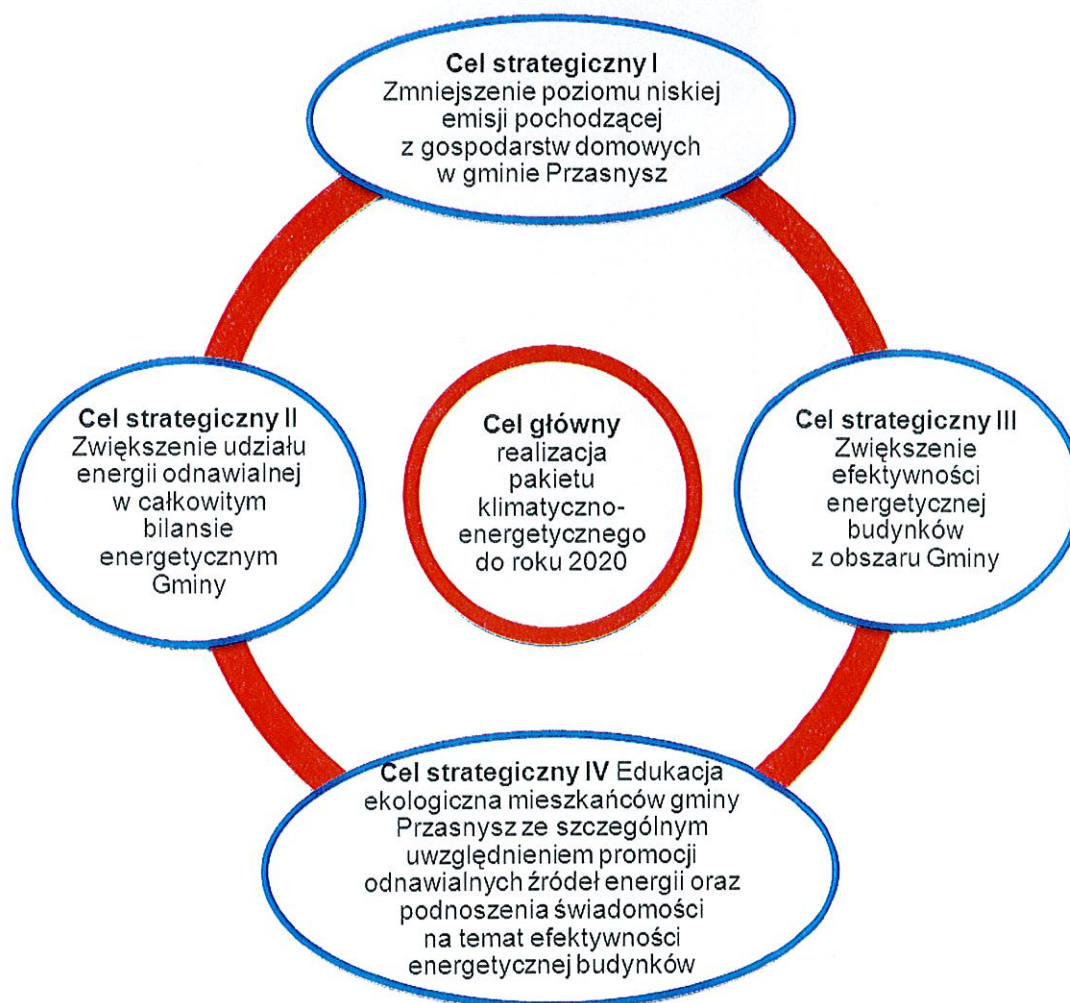 Cel strategiczny I
Zmniejszenie poziomu niskiej
emisji pochodzącej
z gospodarstw domowych
w gminie Przasnysz
Cel strategiczny II
Zwiększenie udziału
energii odnawialnej
w całkowitym
bilansie
energetycznym
Gminy
Cel główny
realizacja
pakietu
klimatyczno-
energetycznego
do roku 2020
Cel strategiczny III
Zwiększenie
efektywności
energetycznej
budynków
z obszaru Gminy
Cel strategiczny IV Edukacja
ekologiczna mieszkańców gminy
Przasnysz ze szczególnym
uwzględnieniem promocji
odnawialnych źródeł energii oraz
podnoszenia świadomości
na temat efektywności
energetycznej budynków